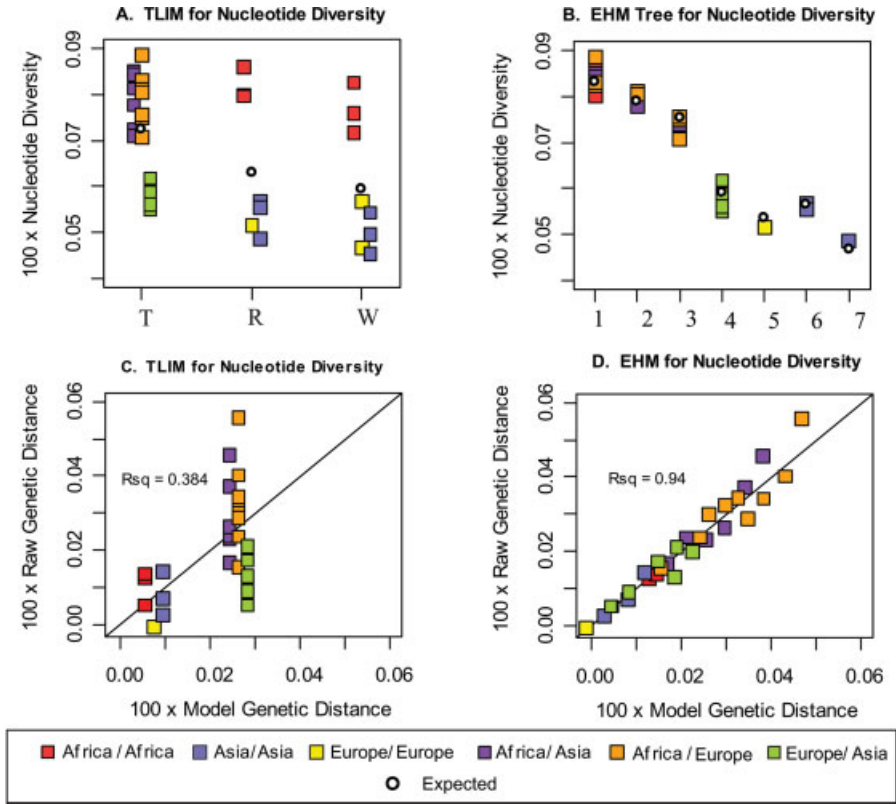 A. TLIM for Nucleotide Diversity
100 x Nucleotide Diversity
0.09
0.07
0.05
T R W
B. EHM Tree for Nucleotide Diversity
100 x Nucleotide Diversity
0.09
0.07
0.05
1 2 3 4 5 6 7
C. TLIM for Nucleotide Diversity
100 x Raw Genetic Distance
0.06
0.04
0.02
0.00
Rsq = 0.384
0.00 0.02 0.04 0.06
100 x Model Genetic Distance
D. EHM for Nucleotide Diversity
100 x Raw Genetic Distance
0.06
0.04
0.02
0.00
Rsq = 0.94
0.00 0.02 0.04 0.06
100 x Model Genetic Distance
Africa/Africa Asia/Asia Europe/Europe Africa/Asia Africa/Europe Europe/Asia
Expected